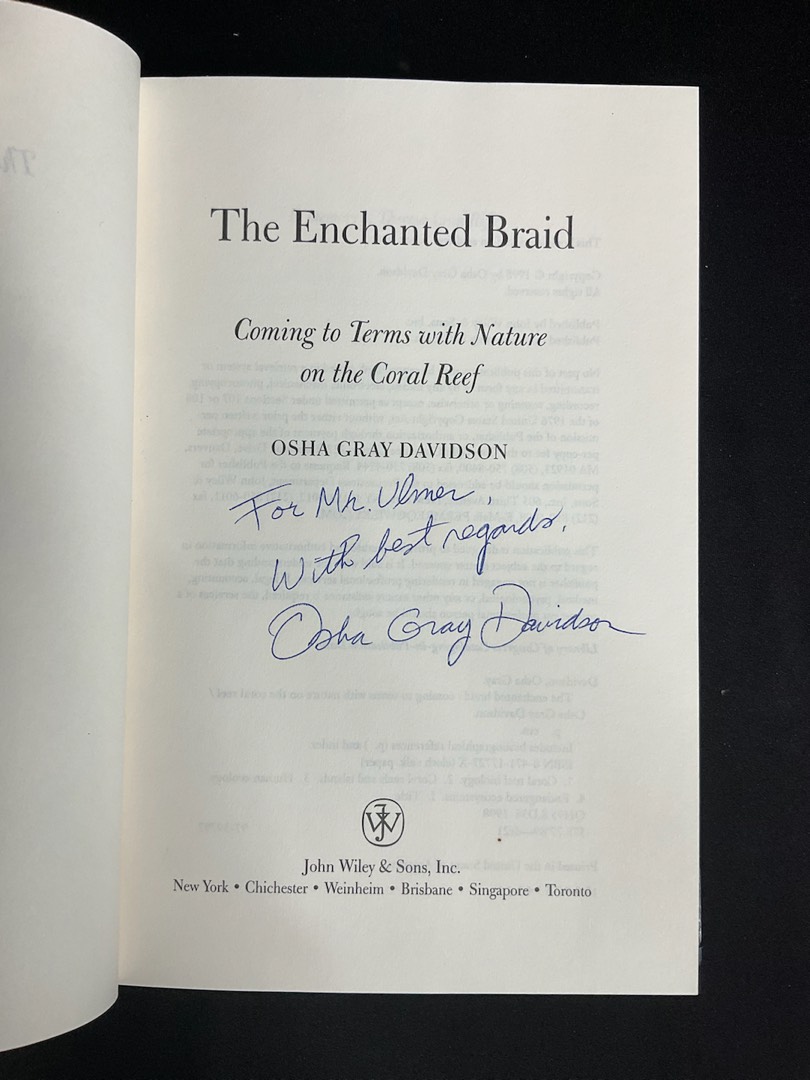 The Enchanted Braid
Coming to Terms with Nature
on the Coral Reef
OSHA GRAY DAVIDSON
For Mr. Ulmer,
With best regards,
Osha Gray Davidson
John Wiley & Sons, Inc.
New York • Chichester • Weinheim • Brisbane • Singapore • Toronto